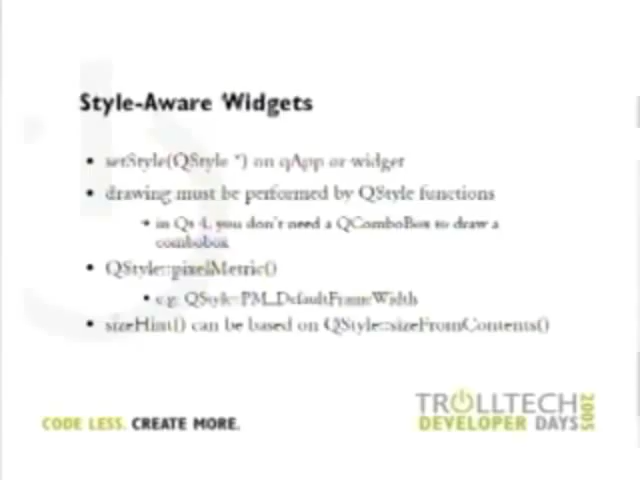 Style-Aware Widgets
• setStyle(QStyle *) on qApp or widget
• drawing must be performed by QStyle functions
• in Qt 4, you don't need a QComboBox to draw a
combobox
• QStyle::pixelMetric()
• e.g. QStyle::PM_DefaultFrameWidth
• sizeHint() can be based on QStyle::sizeFromContents()
CODE LESS. CREATE MORE.
TROLLTECH
DEVELOPER DAYS
2005